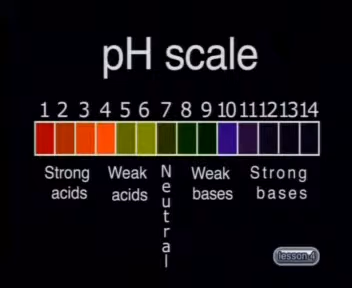 pH scale
1 2 3 4 5 6 7 8 9 10 11 12 13 14
Strong acids
Weak acids
Neutral
Weak bases
Strong bases
lesson 4